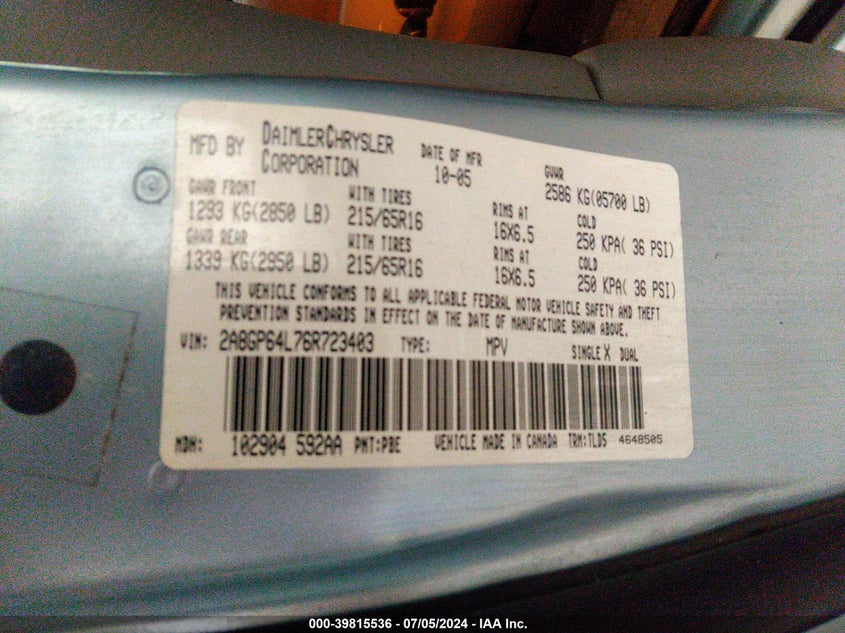 MFD BY DAIMLERCHRYSLER CORPORATION DATE OF MFR 10-05 GVWR 2586 KG(05700 LB)
GAWR FRONT WITH TIRES RIMS AT COLD
1293 KG(2850 LB) 215/65R16 16X6.5 250 KPA( 36 PSI)
GAWR REAR WITH TIRES RIMS AT COLD
1339 KG(2950 LB) 215/65R16 16X6.5 250 KPA( 36 PSI)
THIS VEHICLE CONFORMS TO ALL APPLICABLE FEDERAL MOTOR VEHICLE SAFETY AND THEFT
PREVENTION STANDARDS IN EFFECT ON THE DATE OF MANUFACTURE SHOWN ABOVE.
VIN: 2A8GP64L76R723403 TYPE: MPV SINGLE X DUAL
MDH: 102904 592AA PNT:PBE VEHICLE MADE IN CANADA TRM:TLDS 4648505
000-39815536 - 07/05/2024 - IAA Inc.